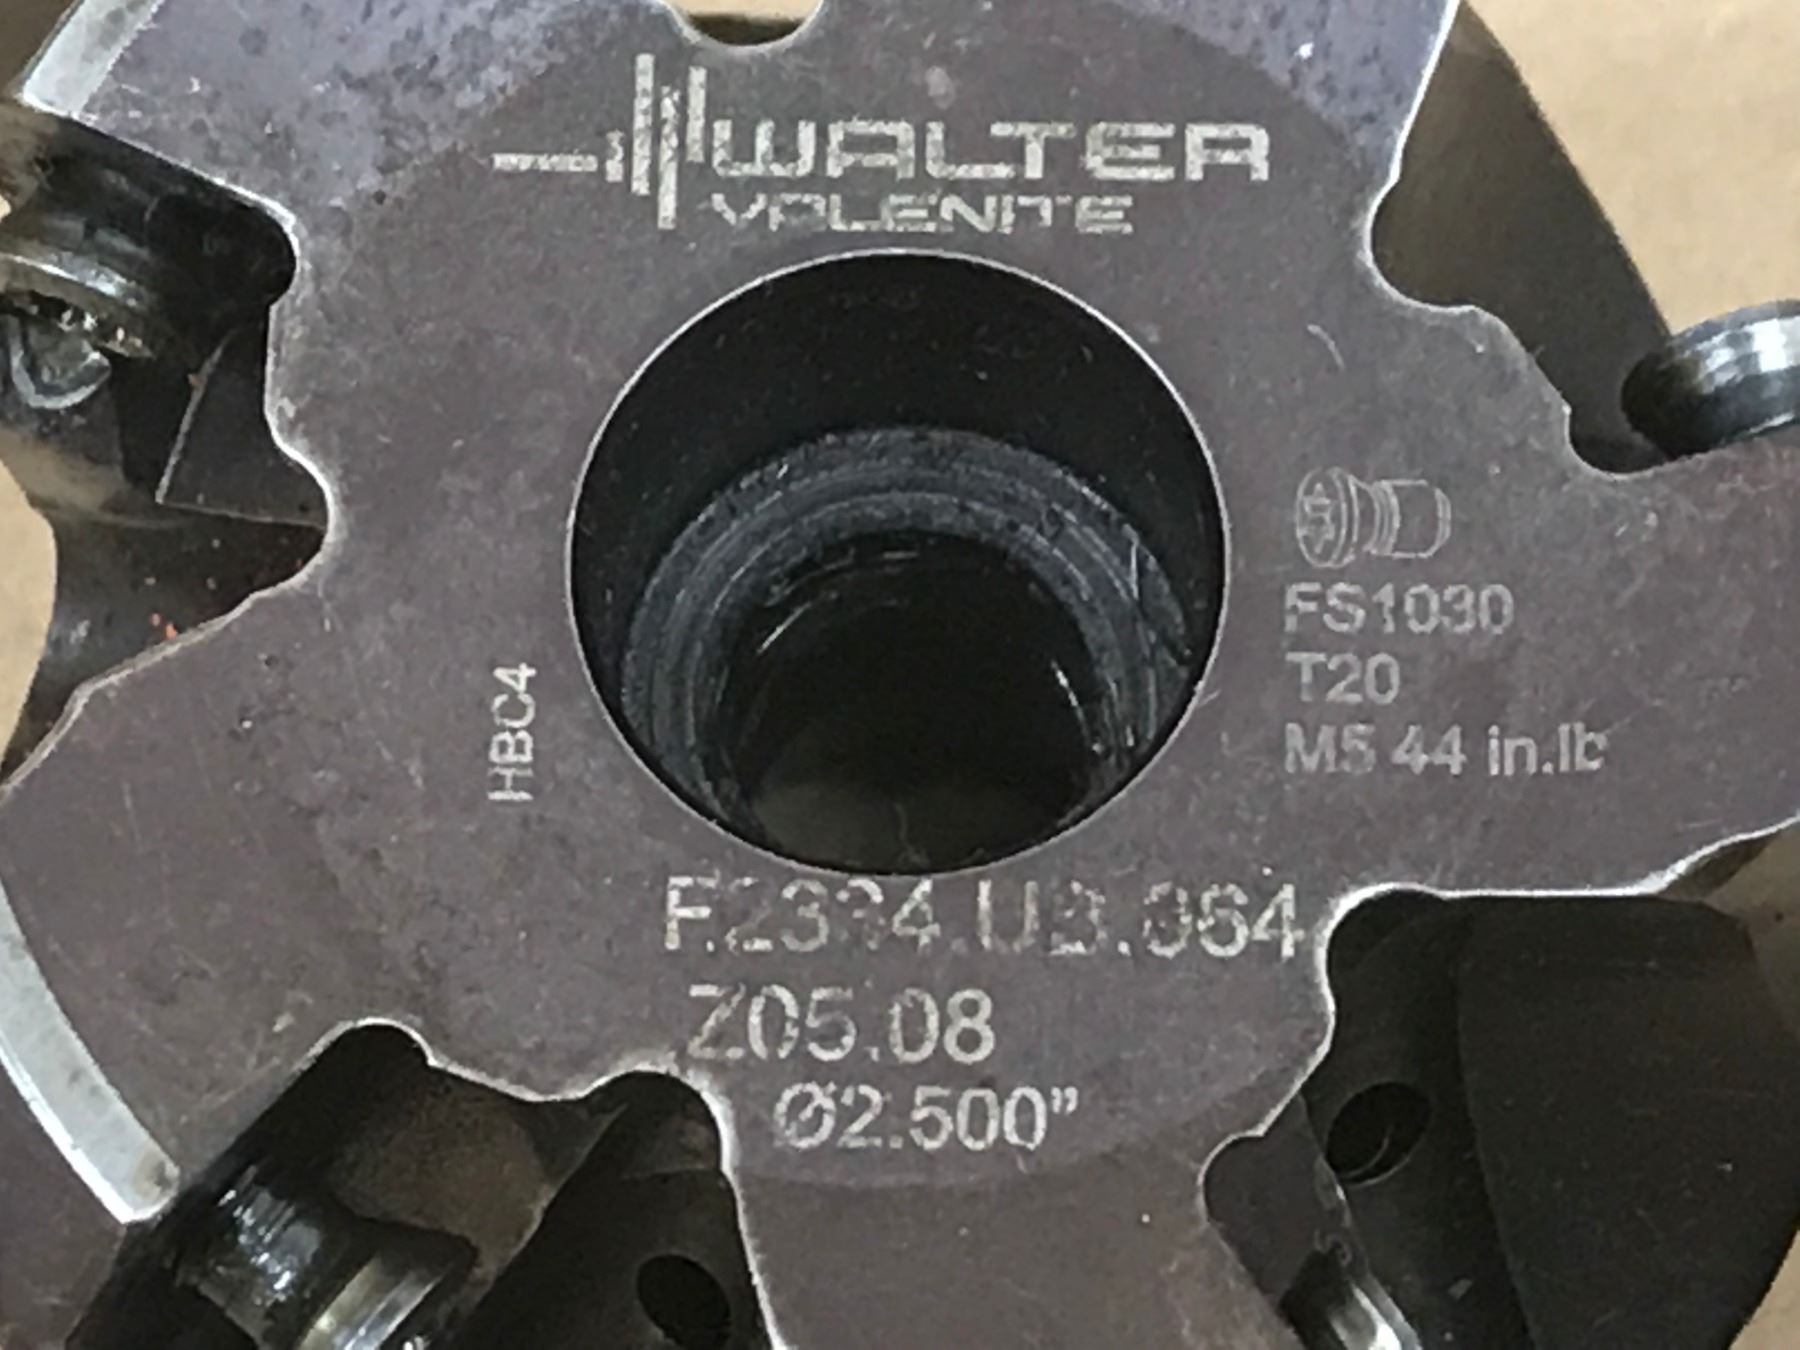 WALTER
VALENITE
FS1030
T20
M5 44 in.lb
HBC4
F2334.UB.064
Z05.08
Ø2.500”